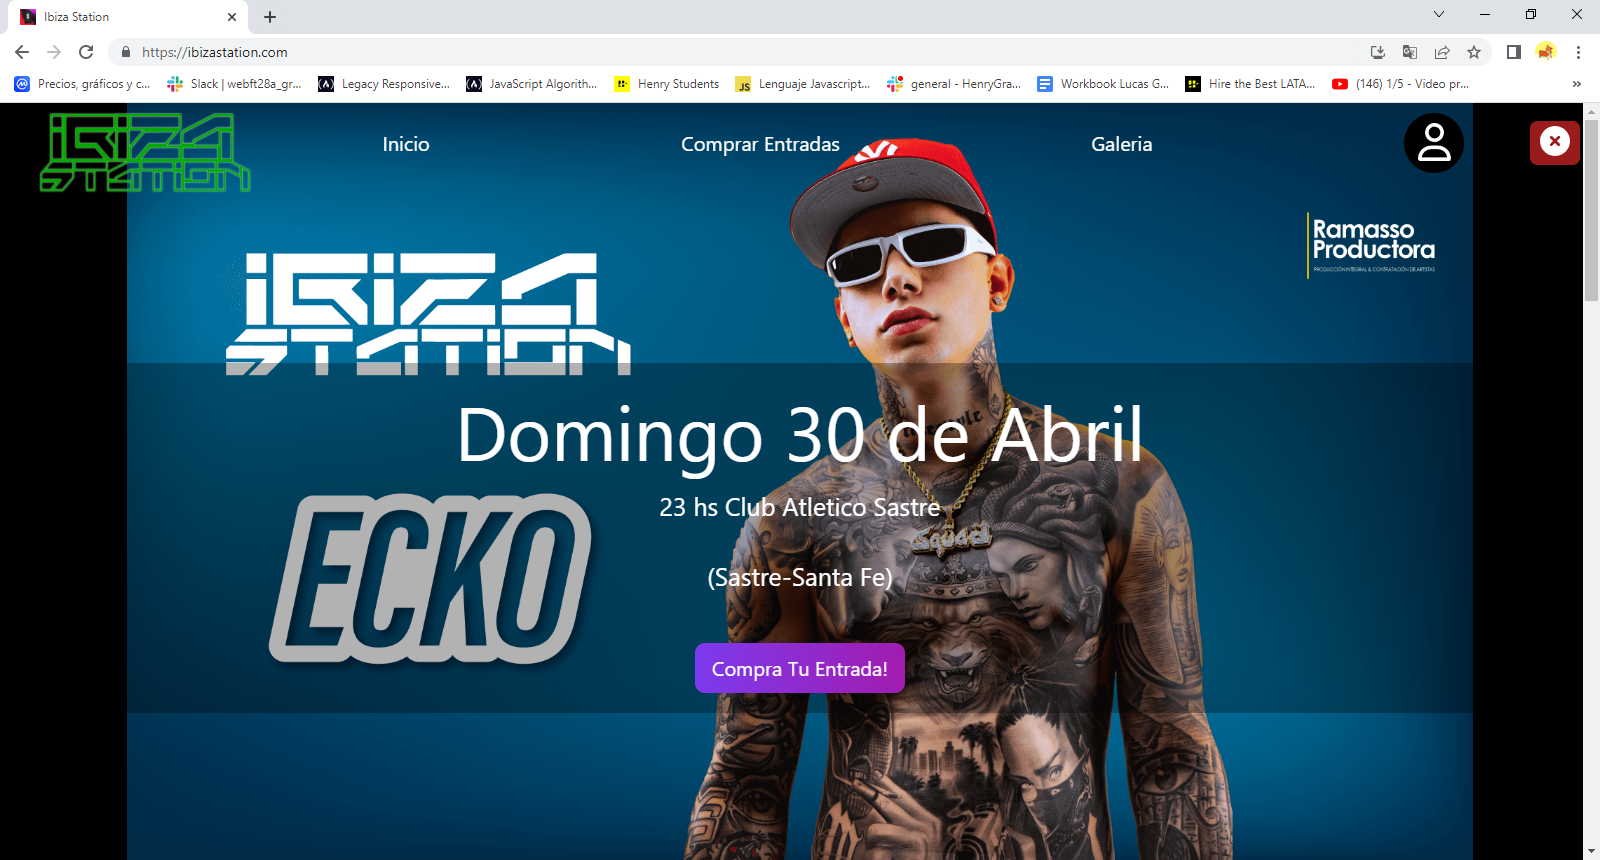 Ibiza Station
https://ibizastation.com
Precios, gráficos y c...
Slack | webft28a_gr...
Legacy Responsive...
JavaScript Algorith...
Henry Students
JS
Lenguaje Javascript...
general - HenryGra...
Workbook Lucas G...
Hire the Best LATA...
(146) 1/5 - Video pr...
IBIZA
STATION
Inicio
Comprar Entradas
Galeria
Ramasso
Productora
PRODUCCIÓN INTEGRAL & CONTRATACIÓN DE ARTISTAS
IBIZA
STATION
Domingo 30 de Abril
23 hs Club Atletico Sastre
ECKO
Squad
(Sastre-Santa Fe)
Compra Tu Entrada!